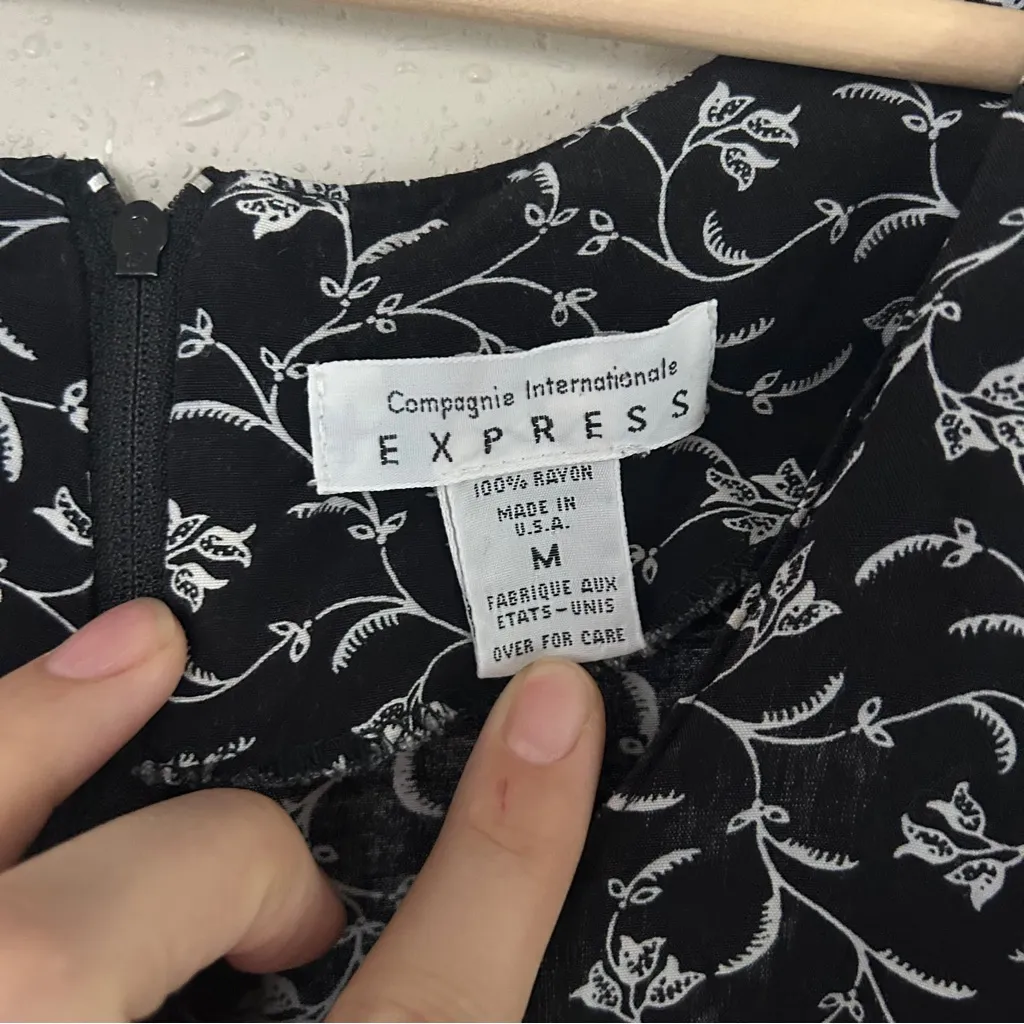 Compagnie Internationale
EXPRESS
100% RAYON
MADE IN
U.S.A.
M
FABRIQUE AUX
ETATS-UNIS
OVER FOR CARE